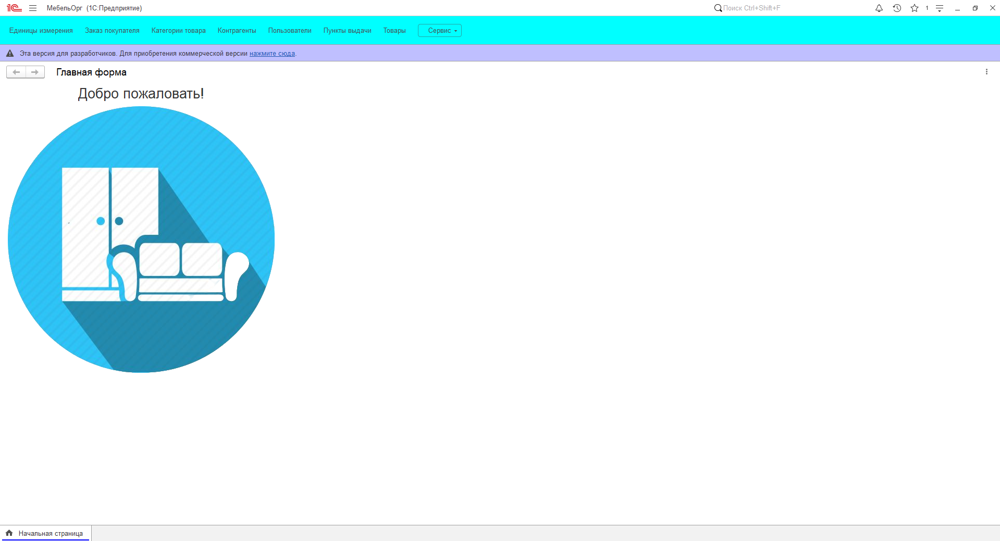 1С МебельОрг (1С:Предприятие) Поиск Ctrl+Shift+F 1
Единицы измерения Заказ покупателя Категории товара Контрагенты Пользователи Пункты выдачи Товары Сервис
Эта версия для разработчиков. Для приобретения коммерческой версии нажмите сюда.
Главная форма
Добро пожаловать!
Начальная страница